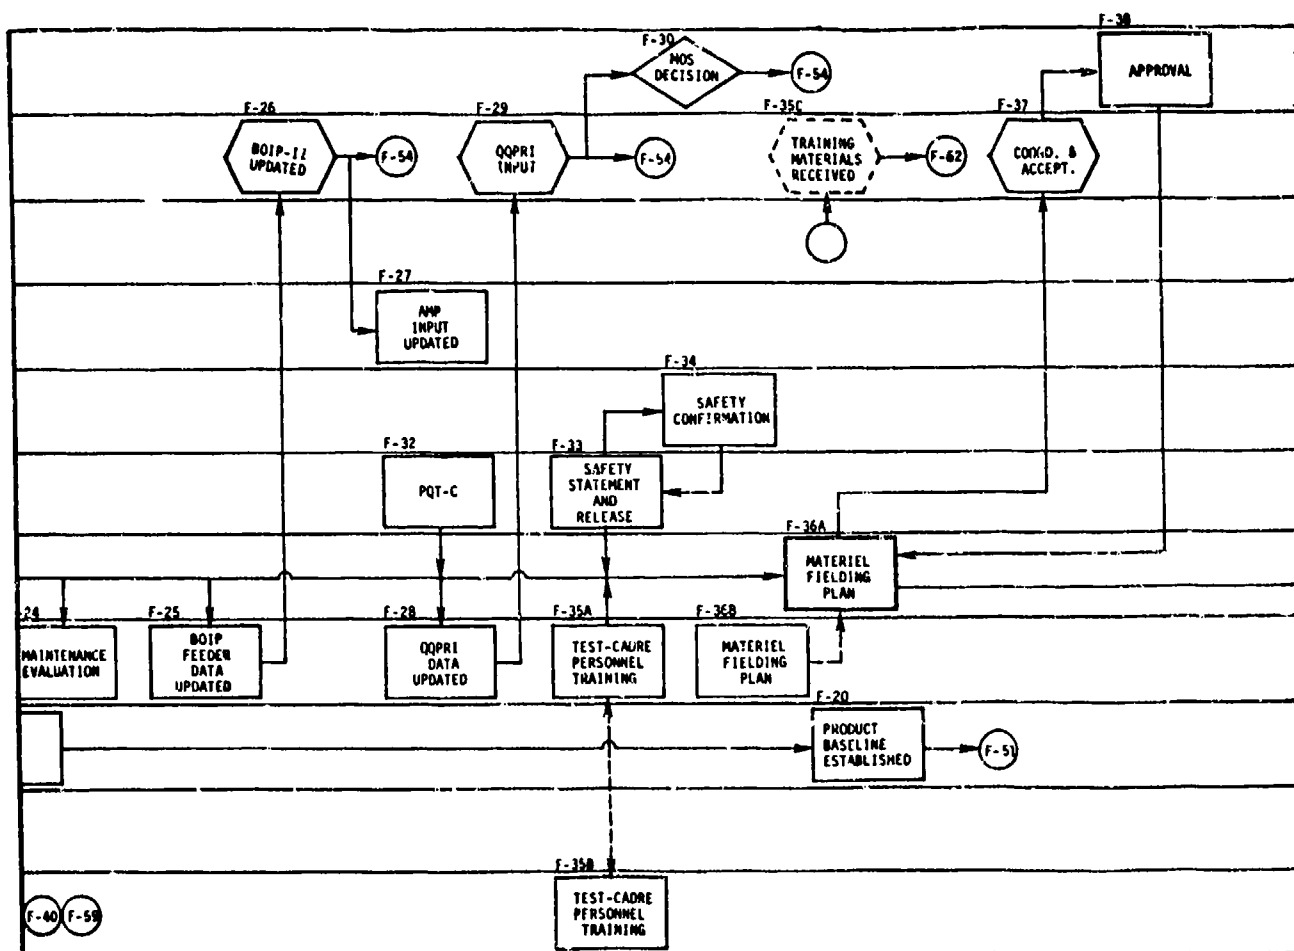 F-30
MOS
DECISION
F-54
F-38
APPROVAL
F-26
BOIP-II
UPDATED
F-54
F-29
QQPRI
INPUT
F-54
F-35C
TRAINING
MATERIALS
RECEIVED
F-62
F-37
COORD. &
ACCEPT.
F-27
AMP
INPUT
UPDATED
F-34
SAFETY
CONFIRMATION
F-32
PQT-C
F-33
SAFETY
STATEMENT
AND
RELEASE
F-36A
MATERIEL
FIELDING
PLAN
-24
MAINTENANCE
EVALUATION
F-25
BOIP
FEEDER
DATA
UPDATED
F-28
QQPRI
DATA
UPDATED
F-35A
TEST-CADRE
PERSONNEL
TRAINING
F-36B
MATERIEL
FIELDING
PLAN
F-20
PRODUCT
BASELINE
ESTABLISHED
F-51
F-35B
TEST-CADRE
PERSONNEL
TRAINING
F-40
F-59